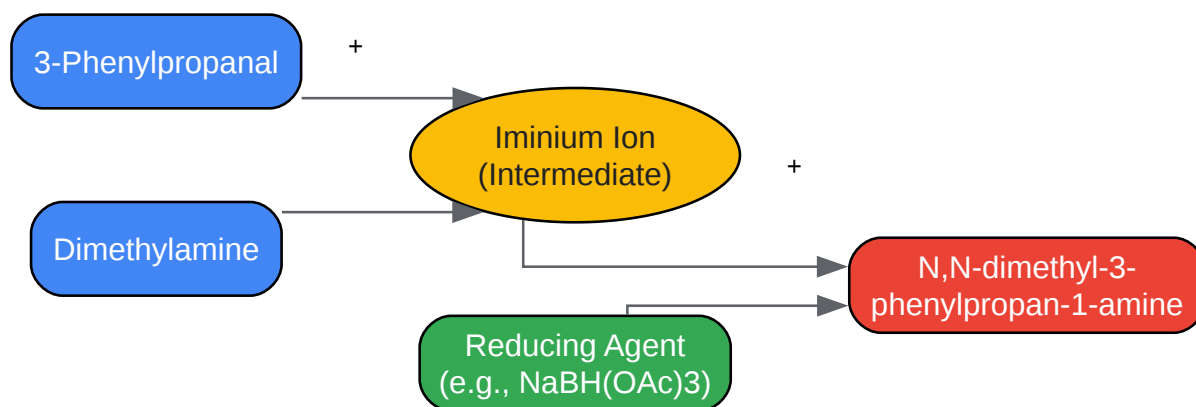 3-Phenylpropanal
+
Iminium Ion
(Intermediate)
+
Dimethylamine
N,N-dimethyl-3-
phenylpropan-1-amine
Reducing Agent
(e.g., NaBH(OAc)3)